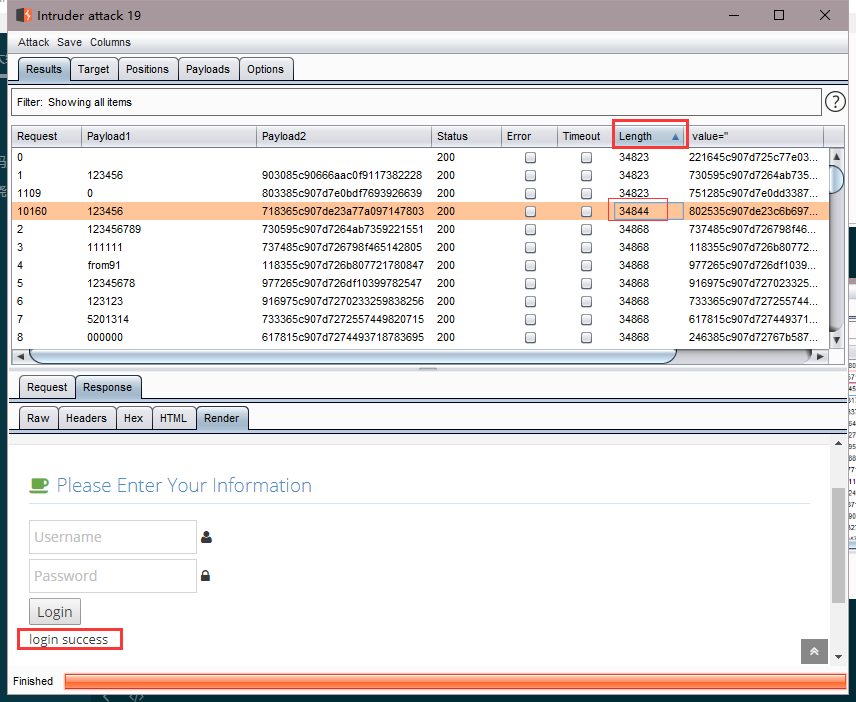 Intruder attack 19
Attack Save Columns
Results Target Positions Payloads Options
Filter: Showing all items ?
Request Payload1 Payload2 Status Error Timeout Length value="
0 200 34823 221645c907d725c77e03...
1 123456 903085c90666aac0f9117382228 200 34823 730595c907d7264ab735...
1109 0 803385c907d7e0bdf7693926639 200 34823 751285c907d7e0dd3387...
10160 123456 718365c907de23a77a097147803 200 34844 802535c907de23c6b697...
2 123456789 730595c907d7264ab7359221551 200 34868 737485c907d726798f46...
3 111111 737485c907d726798f465142805 200 34868 118355c907d726b80772...
4 from91 118355c907d726b807721780847 200 34868 977265c907d726df1039...
5 12345678 977265c907d726df10399782547 200 34868 916975c907d727023325...
6 123123 916975c907d7270233259838256 200 34868 733365c907d727255744...
7 5201314 733365c907d7272557449820715 200 34868 617815c907d727449371...
8 000000 617815c907d7274493718783695 200 34868 246385c907d72767b587...
Request Response
Raw Headers Hex HTML Render
Please Enter Your Information
Username
Password
Login
login success
Finished